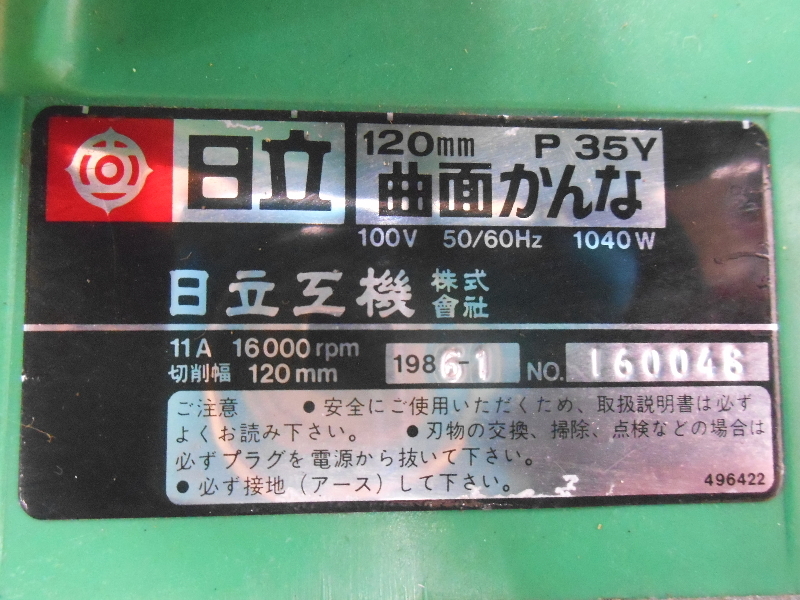 日立
120mm P 35Y
曲面かんな
100V 50/60Hz 1040W
日立工機 株式會社
11A 16000rpm
切削幅 120mm
1986-1 NO. 160048
ご注意 ●安全にご使用いただくため、取扱説明書は必ず
よくお読み下さい。 ●刃物の交換、掃除、点検などの場合は
必ずプラグを電源から抜いて下さい。
●必ず接地（アース）して下さい。
496422